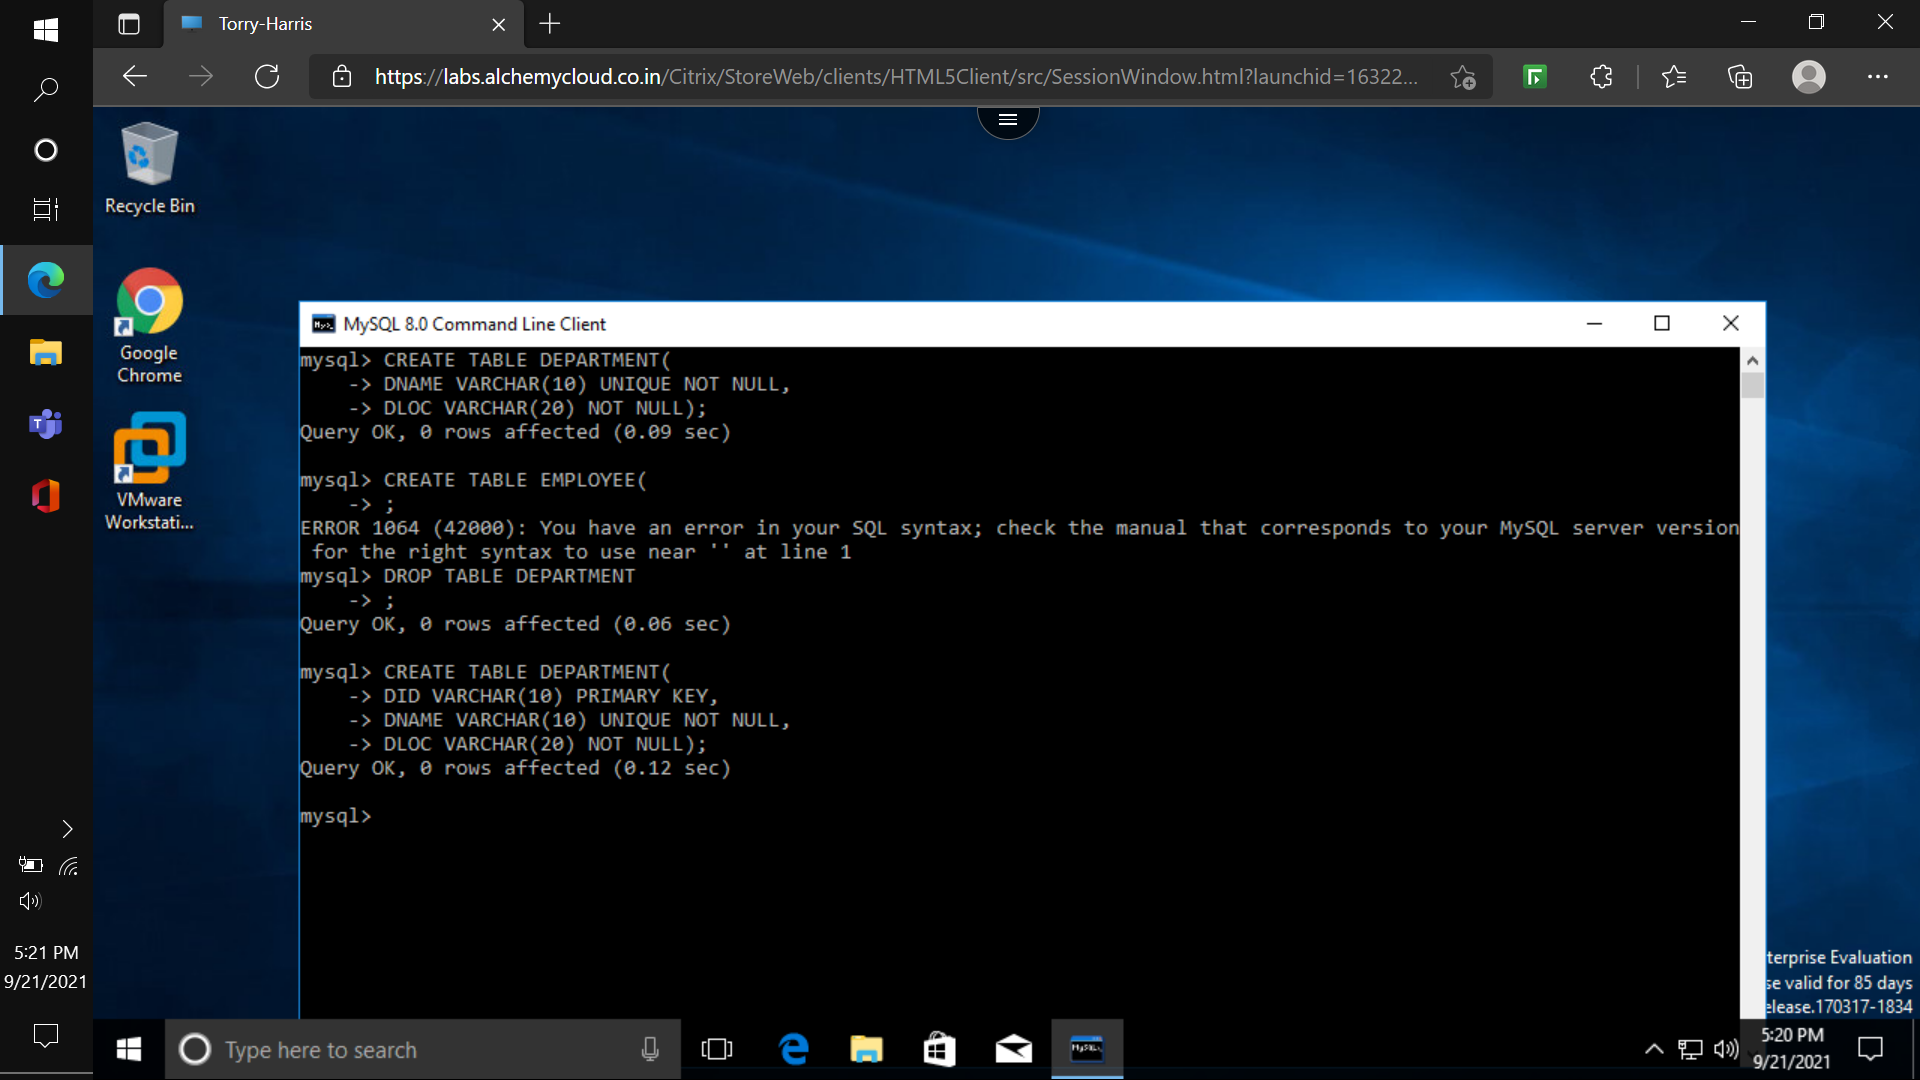 Torry-Harris
https://labs.alchemycloud.co.in/Citrix/StoreWeb/clients/HTML5Client/src/SessionWindow.html?launchid=16322...
Recycle Bin
Google
Chrome
VMware
Workstati...
MySQL 8.0 Command Line Client
mysql> CREATE TABLE DEPARTMENT(
    -> DNAME VARCHAR(10) UNIQUE NOT NULL,
    -> DLOC VARCHAR(20) NOT NULL);
Query OK, 0 rows affected (0.09 sec)
mysql> CREATE TABLE EMPLOYEE(
    -> ;
ERROR 1064 (42000): You have an error in your SQL syntax; check the manual that corresponds to your MySQL server version
 for the right syntax to use near '' at line 1
mysql> DROP TABLE DEPARTMENT
    -> ;
Query OK, 0 rows affected (0.06 sec)
mysql> CREATE TABLE DEPARTMENT(
    -> DID VARCHAR(10) PRIMARY KEY,
    -> DNAME VARCHAR(10) UNIQUE NOT NULL,
    -> DLOC VARCHAR(20) NOT NULL);
Query OK, 0 rows affected (0.12 sec)
mysql>
terprise Evaluation
se valid for 85 days
elease.170317-1834
5:21 PM
9/21/2021
Type here to search
5:20 PM
9/21/2021